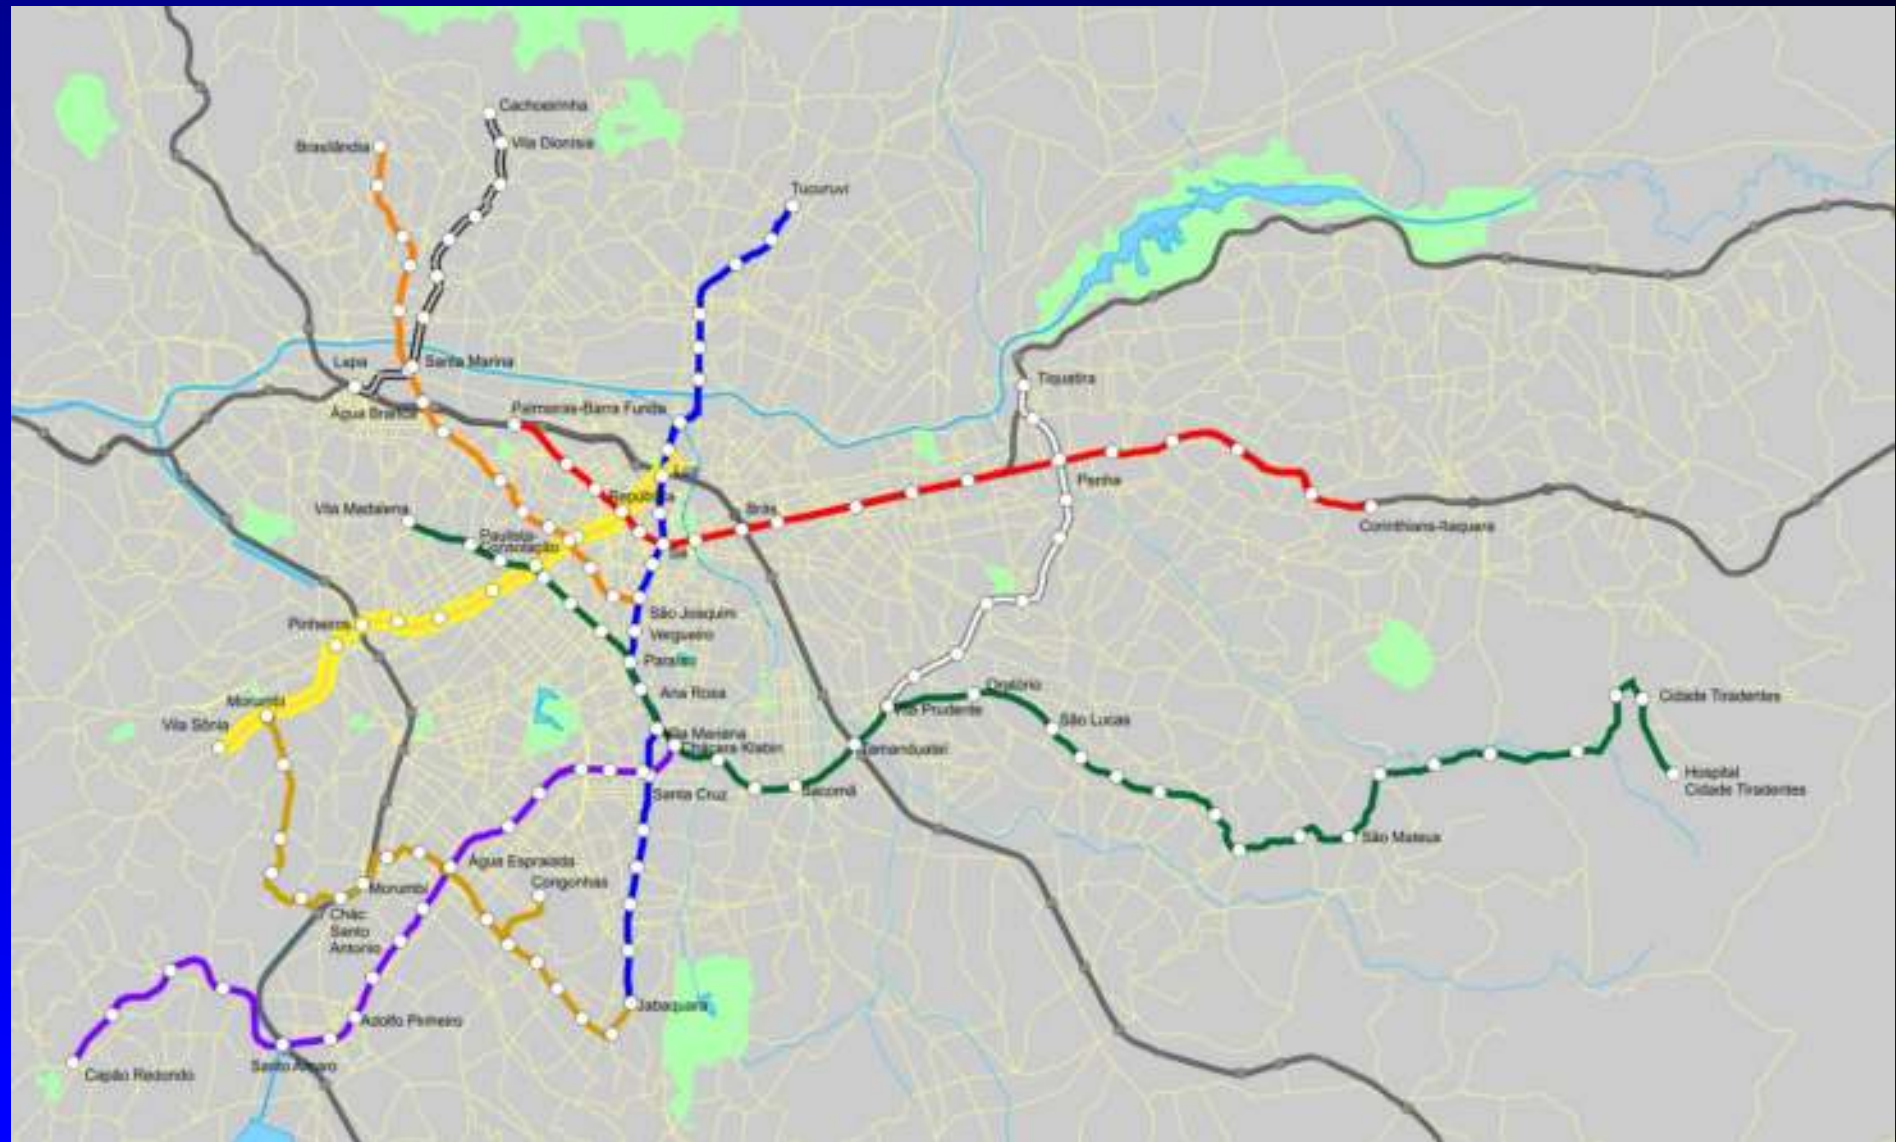 Cachoeirinha
Brasilândia
Vila Dionísia
Tucuruvi
Lapa
Santa Marina
Tiquatira
Água Branca
Palmeiras-Barra Funda
Penha
República
Vila Madalena
Brás
Corinthians-Itaquera
Paulista-
Consolação
Sé
Pinheiros
São Joaquim
Vergueiro
Paraíso
Ana Rosa
Oratório
Cidade Tiradentes
Morumbi
Vila Prudente
São Lucas
Vila Sônia
Vila Mariana
Chácara Klabin
Tamanduateí
Hospital
Cidade Tiradentes
Santa Cruz
Sacomã
São Mateus
Água Espraiada
Congonhas
Morumbi
Chác.
Santo
Antonio
Jabaquara
Adolfo Pinheiro
Santo Amaro
Capão Redondo